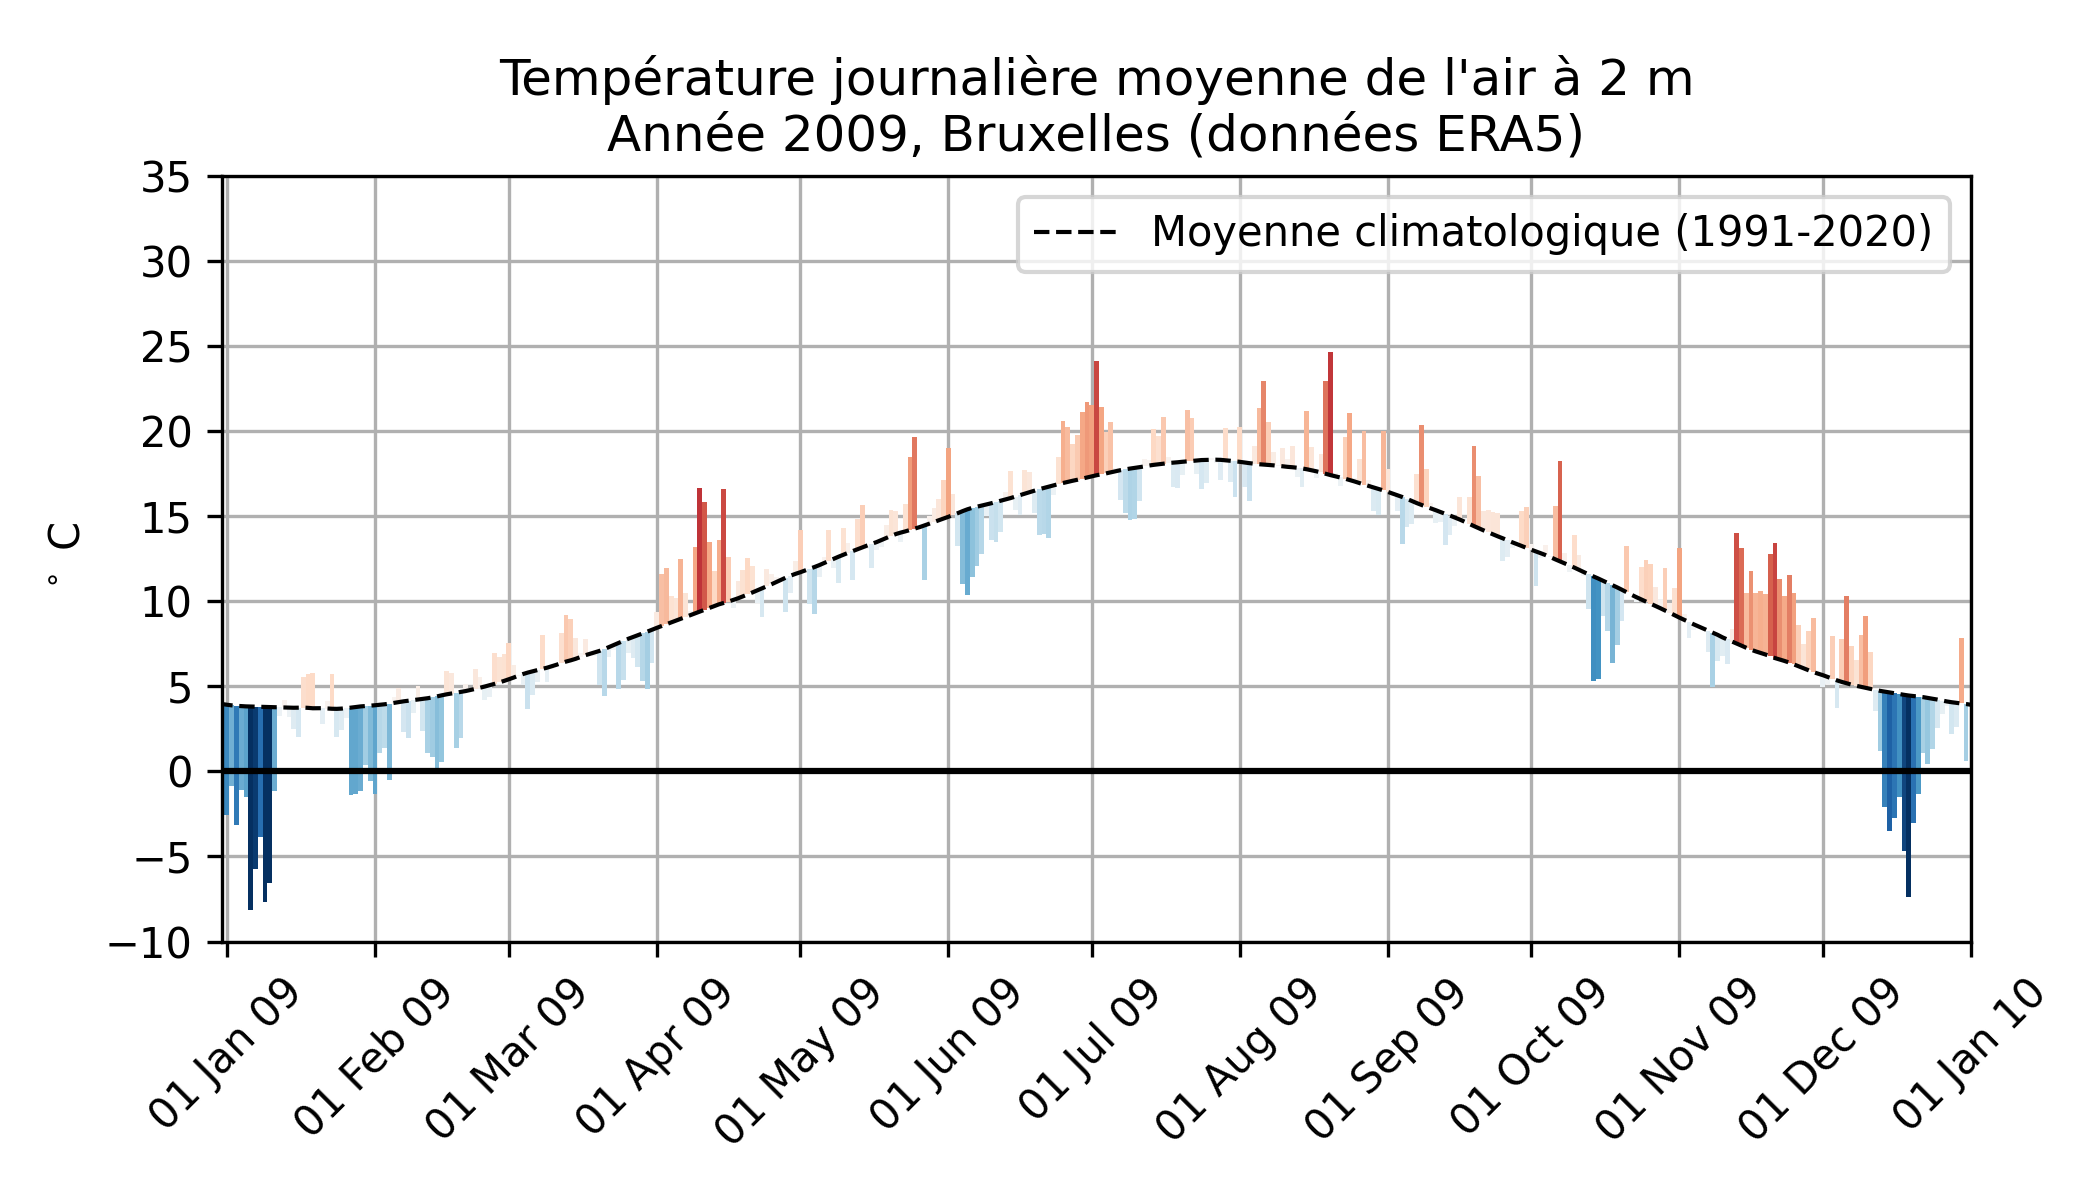 Température journalière moyenne de l'air à 2 m
Année 2009, Bruxelles (données ERA5)
Moyenne climatologique (1991-2020)
° C
35
30
25
20
15
10
5
0
−5
−10
01 Jan 09
01 Feb 09
01 Mar 09
01 Apr 09
01 May 09
01 Jun 09
01 Jul 09
01 Aug 09
01 Sep 09
01 Oct 09
01 Nov 09
01 Dec 09
01 Jan 10